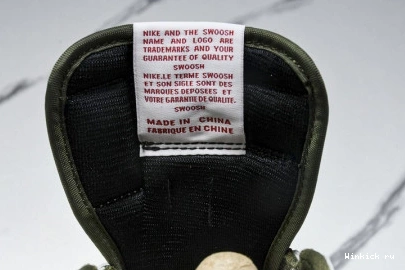 NIKE AND THE SWOOSH
NAME AND LOGO ARE
TRADEMARKS AND YOUR
GUARANTEE OF QUALITY
SWOOSH
NIKE.LE TERME SWOOSH
ET SON SIGLE SONT DES
MARQUES DEPOSEES ET
VOTRE GARANTIE DE QUALITE.
SWOOSH
MADE IN CHINA
FABRIQUE EN CHINE
Winkick.ru